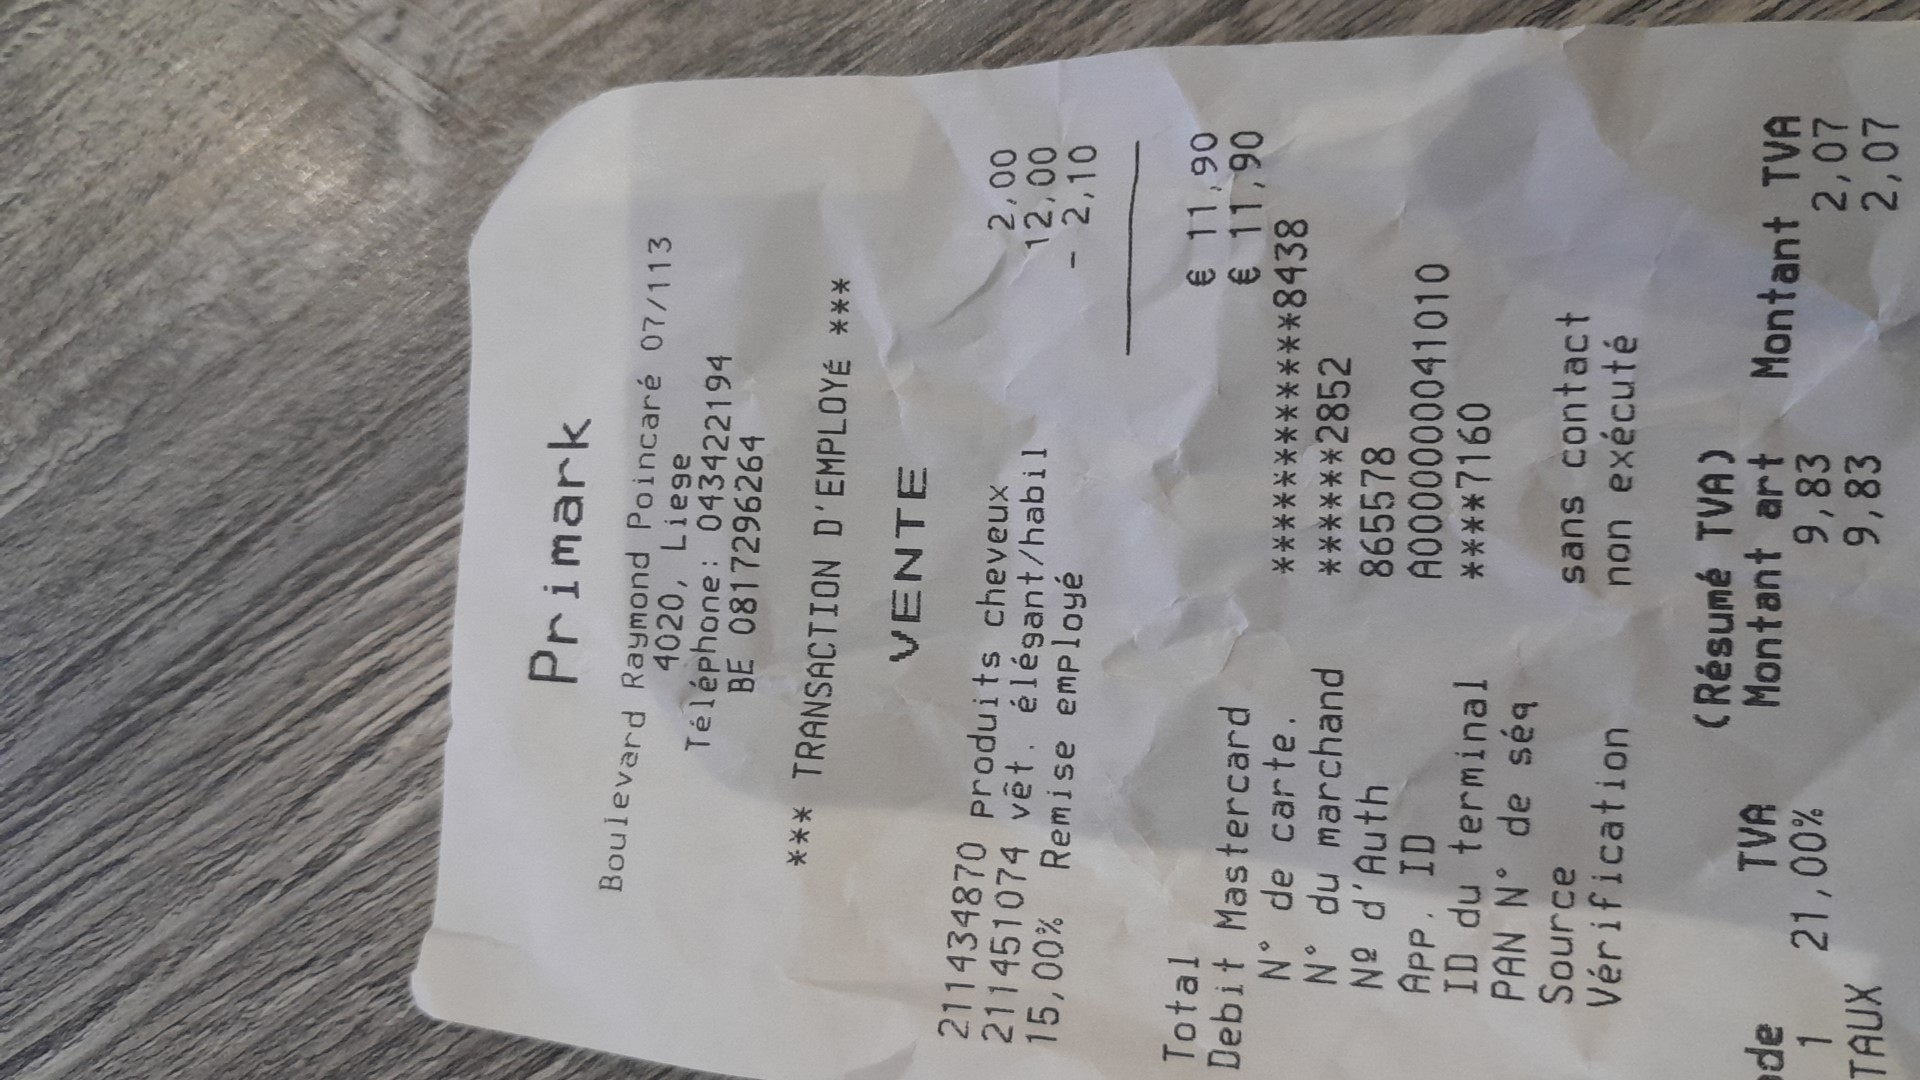 Primark
Boulevard Raymond Poincaré 07/113
4020, Liege
Téléphone: 043422194
BE 0817296264
*** TRANSACTION D'EMPLOYÉ ***
VENTE
211434870 Produits cheveux 2,00
211451074 vêt. élégant/habil 12,00
15,00% Remise employé - 2,10
Total € 11,90
Debit Mastercard € 11,90
N° de carte. ************8438
N° du marchand ******2852
Nº d'Auth 865578
App. ID A0000000041010
ID du terminal ****7160
PAN N° de séq
Source sans contact
Vérification non exécuté
(Résumé TVA)
TVA Montant art Montant TVA
1 21,00% 9,83 2,07
TAUX 9,83 2,07